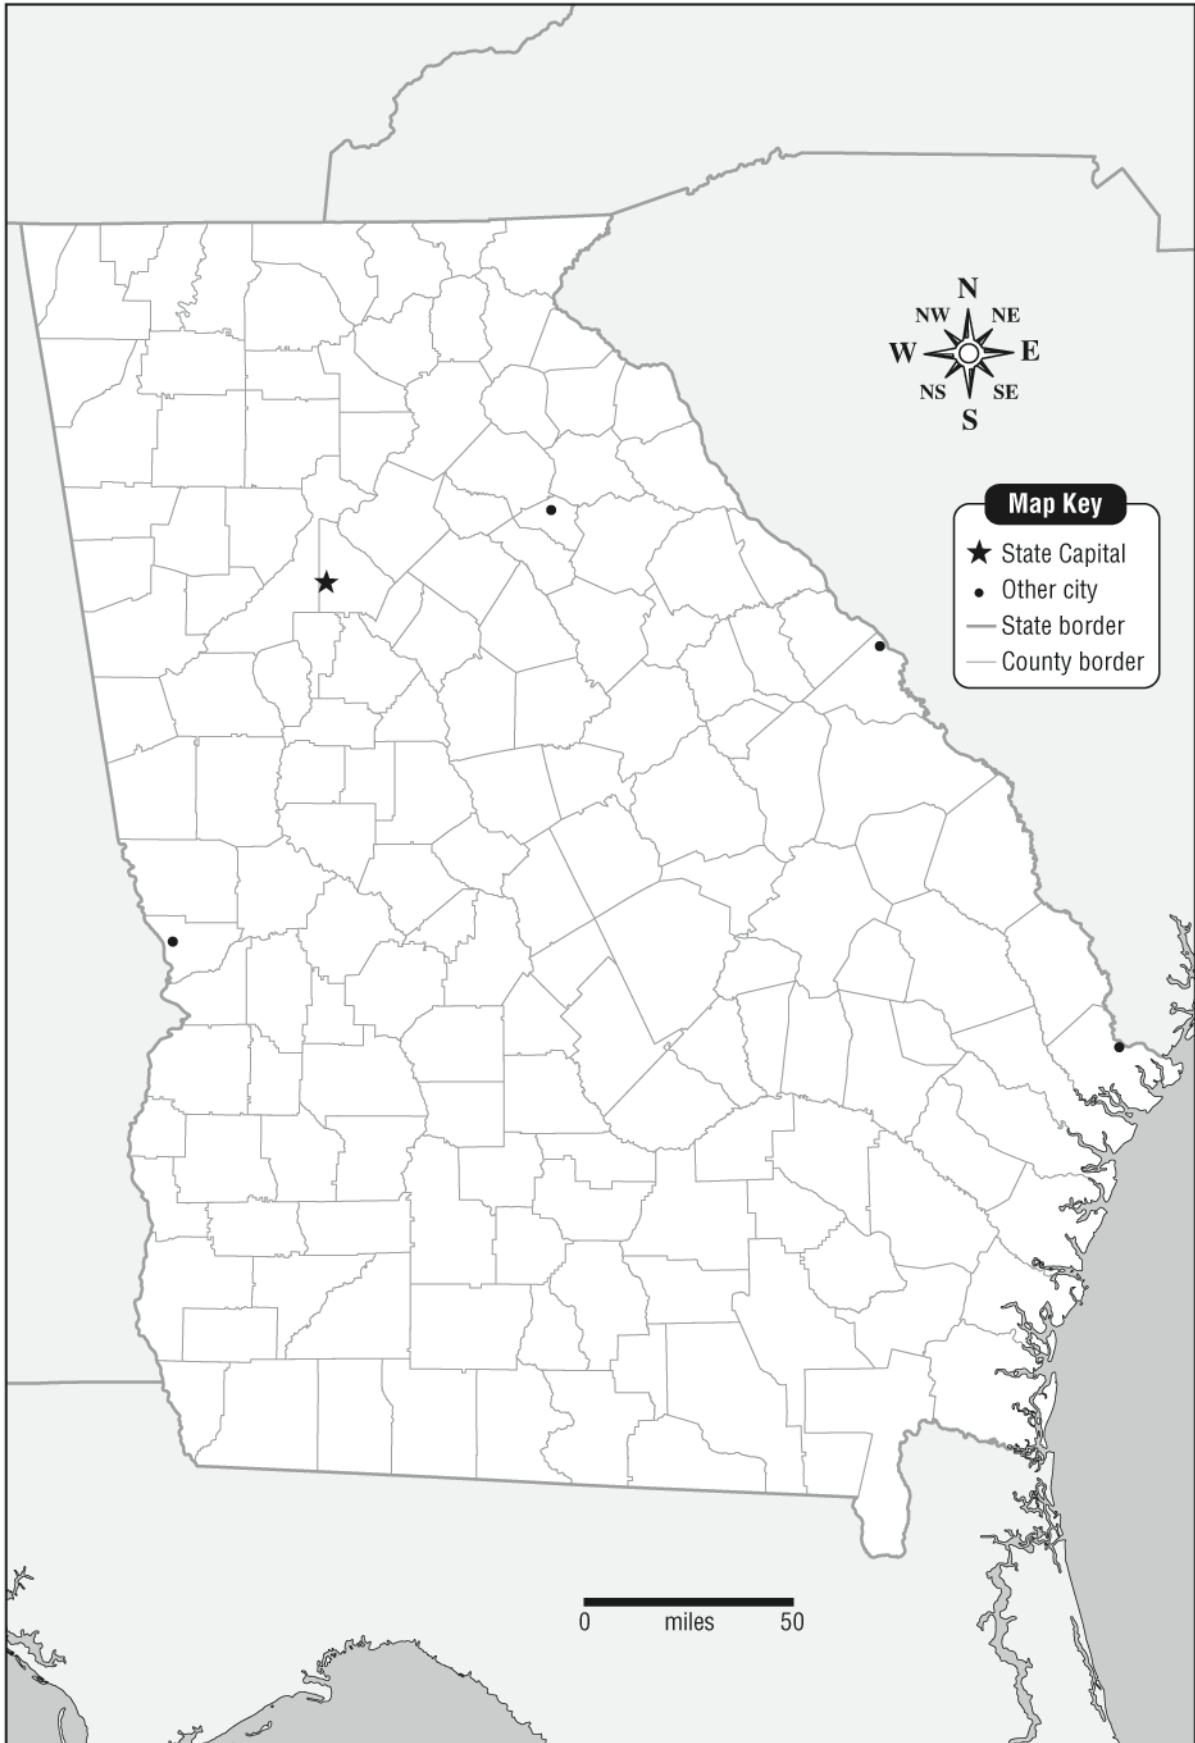 N
NW NE
W E
NS SE
S
Map Key
State Capital
Other city
State border
County border
0 miles 50